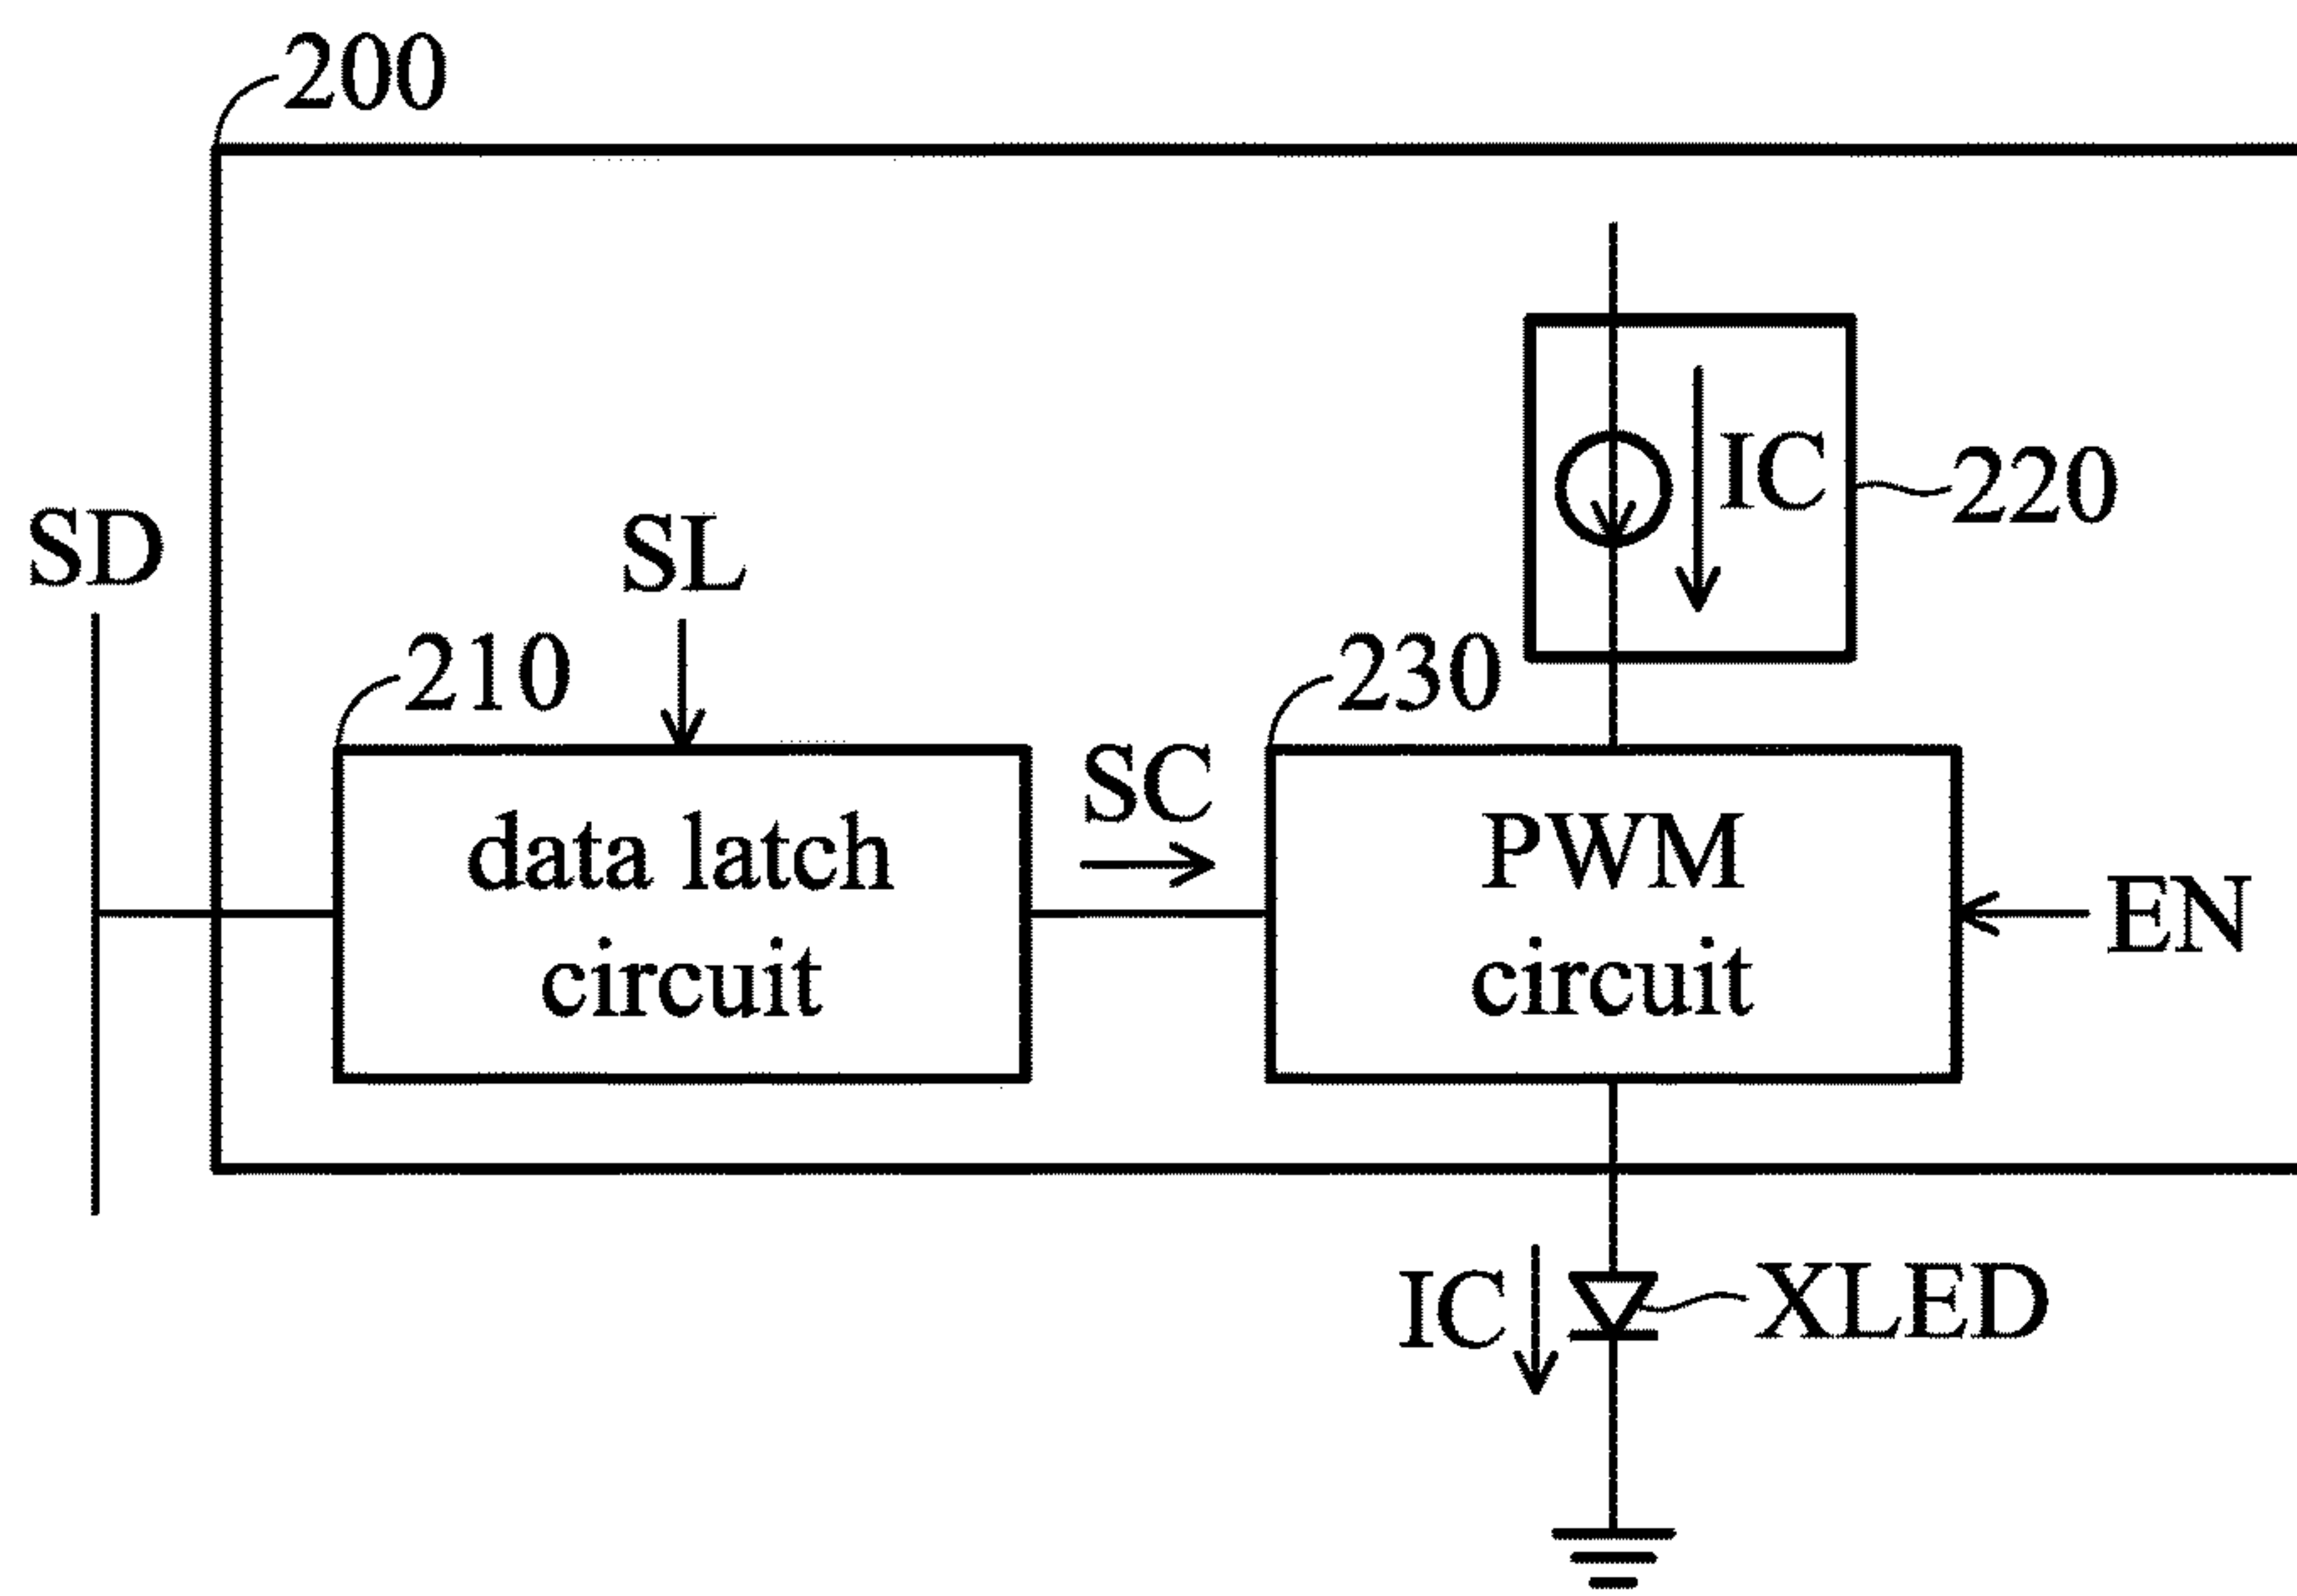 200
IC
220
SD
SL
210
230
SC
data latch
circuit
PWM
circuit
EN
IC
XLED